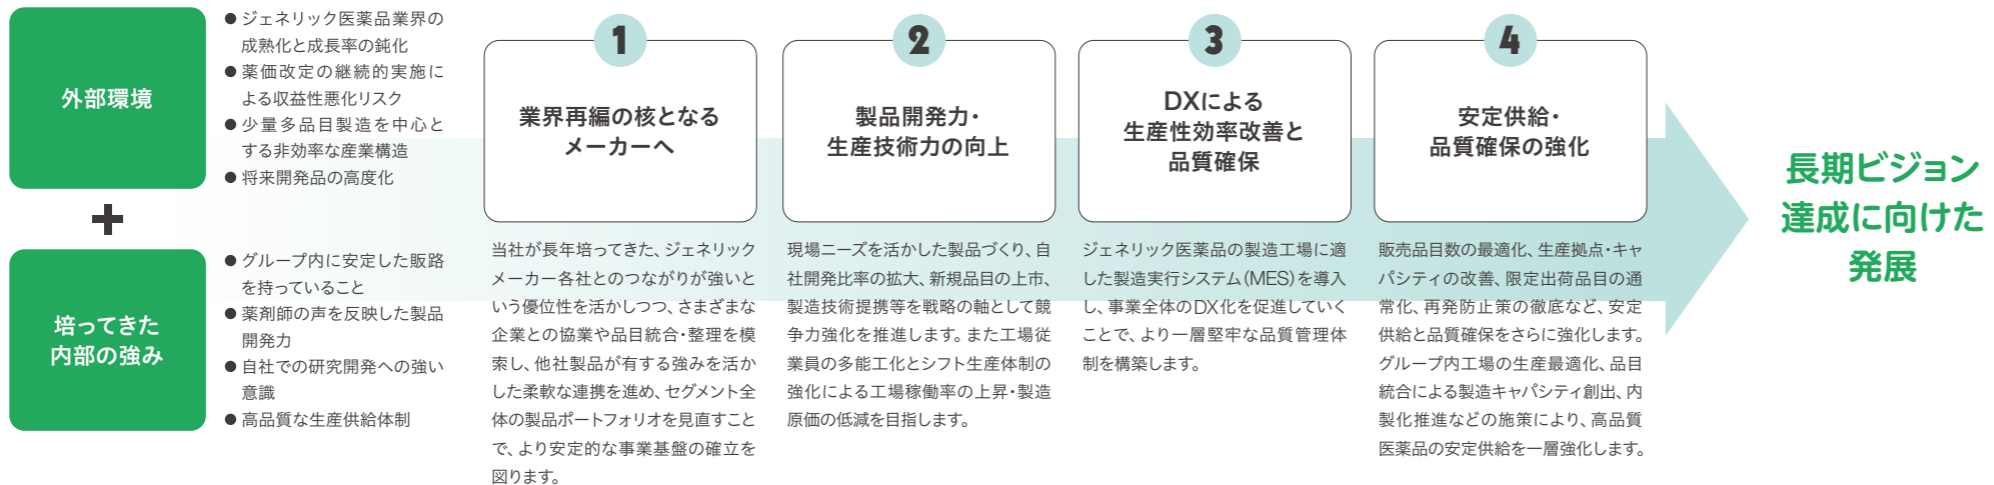 外部環境
● ジェネリック医薬品業界の
成熟化と成長率の鈍化
● 薬価改定の継続的実施に
よる収益性悪化リスク
● 少量多品目製造を中心と
する非効率な産業構造
● 将来開発品の高度化
+
培ってきた
内部の強み
● グループ内に安定した販路
を持っていること
● 薬剤師の声を反映した製品
開発力
● 自社での研究開発への強い
意識
● 高品質な生産供給体制
1
業界再編の核となる
メーカーへ
当社が長年培ってきた、ジェネリック
メーカー各社とのつながりが強いと
いう優位性を活かしつつ、さまざまな
企業との協業や品目統合・整理を模
索し、他社製品が有する強みを活か
した柔軟な連携を進め、セグメント全
体の製品ポートフォリオを見直すこと
で、より安定的な事業基盤の確立を
図ります。
2
製品開発力・
生産技術力の向上
現場ニーズを活かした製品づくり、自
社開発比率の拡大、新規品目の上市、
製造技術提携等を戦略の軸として競
争力強化を推進します。また工場従
業員の多能工化とシフト生産体制の
強化による工場稼働率の上昇・製造
原価の低減を目指します。
3
DXによる
生産性効率改善と
品質確保
ジェネリック医薬品の製造工場に適
した製造実行システム(MES)を導入
し、事業全体のDX化を促進していく
ことで、より一層堅牢な品質管理体
制を構築します。
4
安定供給・
品質確保の強化
販売品目数の最適化、生産拠点・キャ
パシティの改善、限定出荷品目の通
常化、再発防止策の徹底など、安定
供給と品質確保をさらに強化します。
グループ内工場の生産最適化、品目
統合による製造キャパシティ創出、内
製化推進などの施策により、高品質
医薬品の安定供給を一層強化します。
長期ビジョン
達成に向けた
発展